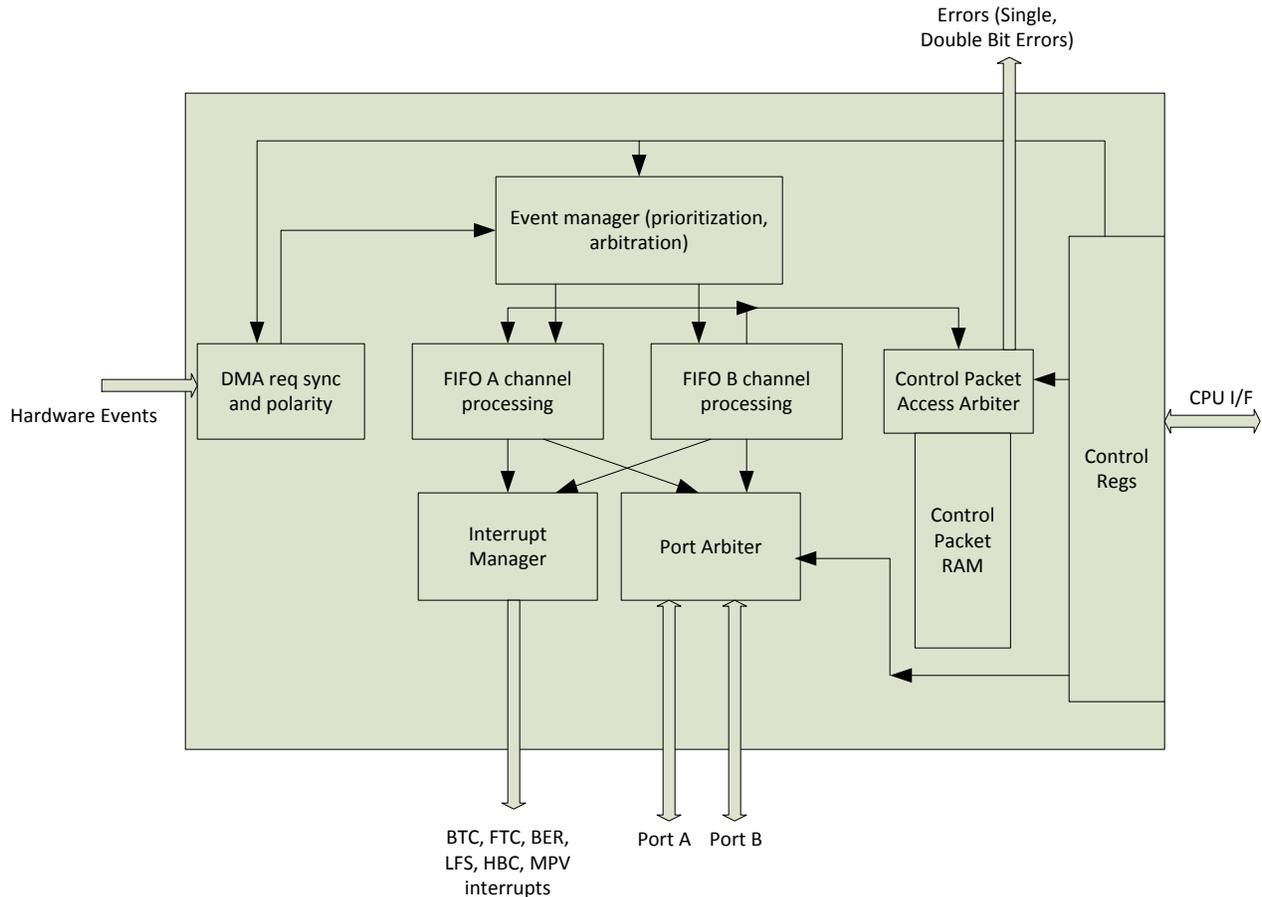 Errors (Single,
Double Bit Errors)
Event manager (prioritization,
arbitration)
DMA req sync
and polarity
FIFO A channel
processing
FIFO B channel
processing
Control Packet
Access Arbiter
Hardware Events
CPU I/F
Control
Regs
Interrupt
Manager
Port Arbiter
Control
Packet
RAM
BTC, FTC, BER,
LFS, HBC, MPV
interrupts
Port A
Port B